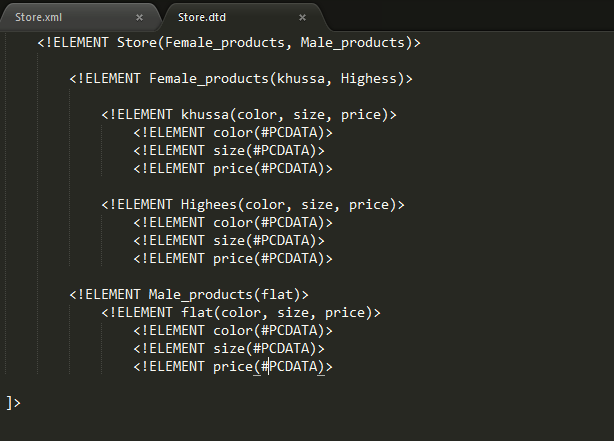 Store.xml × Store.dtd ×
<!ELEMENT Store(Female_products, Male_products)>
<!ELEMENT Female_products(khussa, Highess)>
<!ELEMENT khussa(color, size, price)>
<!ELEMENT color(#PCDATA)>
<!ELEMENT size(#PCDATA)>
<!ELEMENT price(#PCDATA)>
<!ELEMENT Highees(color, size, price)>
<!ELEMENT color(#PCDATA)>
<!ELEMENT size(#PCDATA)>
<!ELEMENT price(#PCDATA)>
<!ELEMENT Male_products(flat)>
<!ELEMENT flat(color, size, price)>
<!ELEMENT color(#PCDATA)>
<!ELEMENT size(#PCDATA)>
<!ELEMENT price(#PCDATA)>
]>